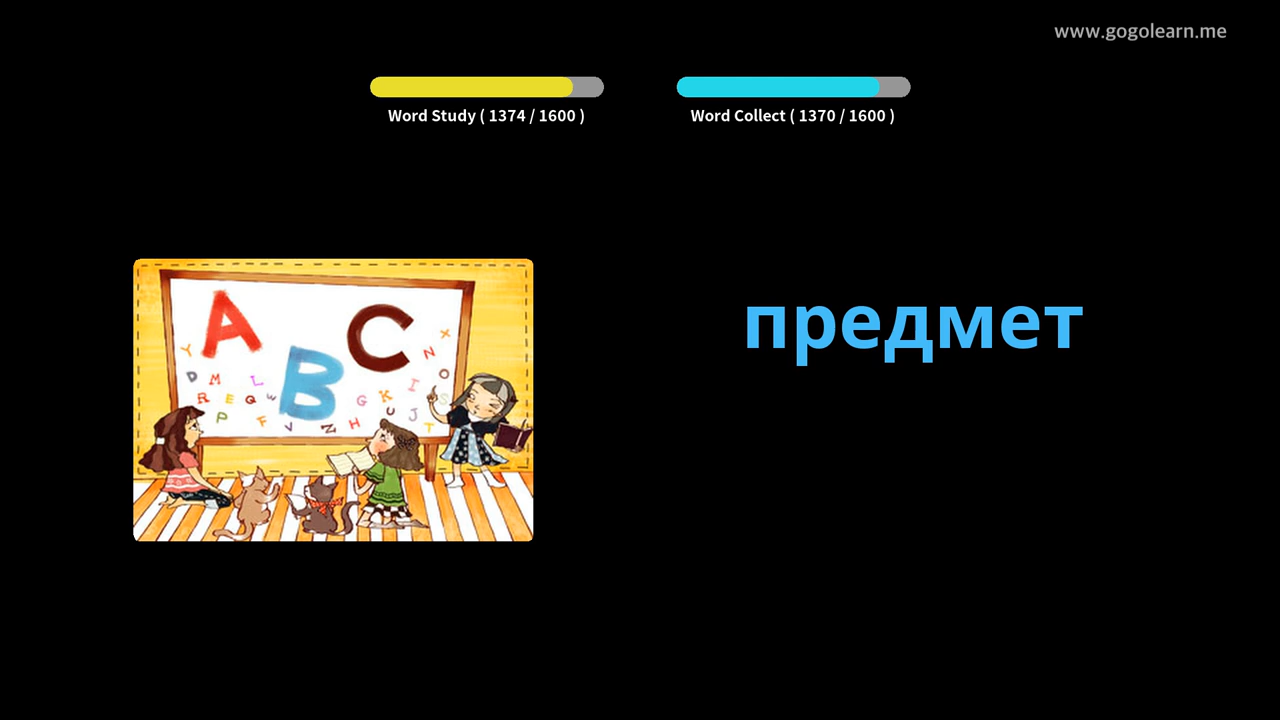 www.gogolearn.me
Word Study ( 1374 / 1600 )
Word Collect ( 1370 / 1600 )
предмет
A
B
C
X
Y
N
D
M
L
O
I
R
E
Q
W
G
K
S
P
F
V
Z
H
U
J
T